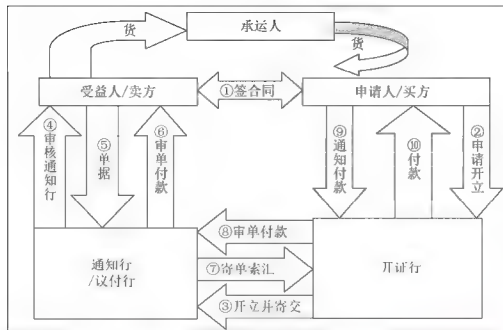 承运人
货
货
受益人/卖方
①签合同
申请人/买方
④审核通知行
⑤单据
⑥审单付款
⑨通知付款
⑩付款
②申请开立
⑧审单付款
通知行
/议付行
⑦寄单索汇
开证行
③开立并寄交